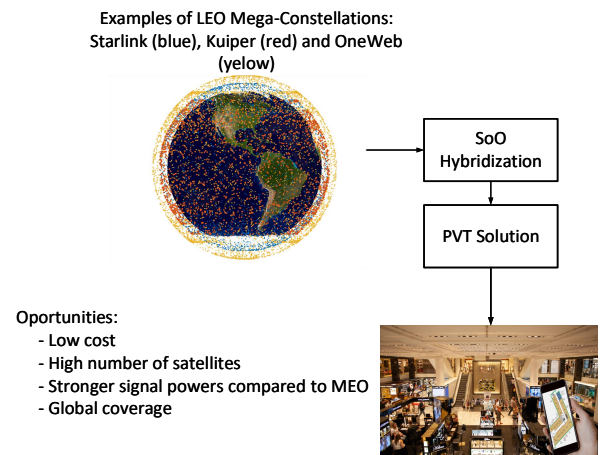 Examples of LEO Mega-Constellations:
Starlink (blue), Kuiper (red) and OneWeb
(yelow)
SoO
Hybridization
PVT Solution
Oportunities:
- Low cost
- High number of satellites
- Stronger signal powers compared to MEO
- Global coverage